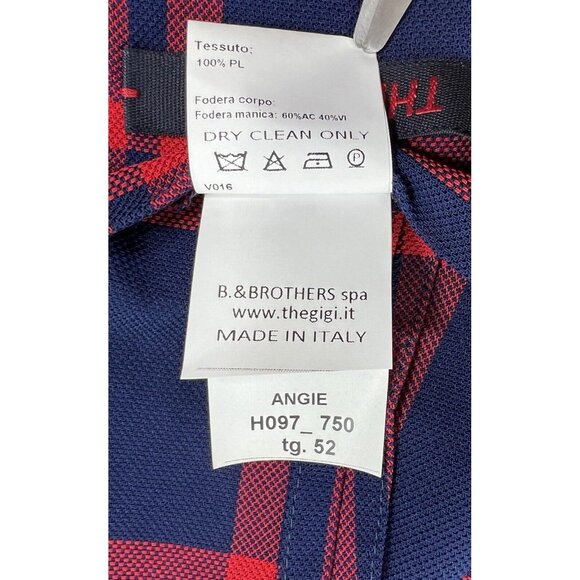 Tessuto:
100% PL
Fodera corpo:
Fodera manica: 60%AC 40%VI
DRY CLEAN ONLY
P
V016
TH
B.&BROTHERS spa
www.thegigi.it
MADE IN ITALY
ANGIE
H097_ 750
tg. 52